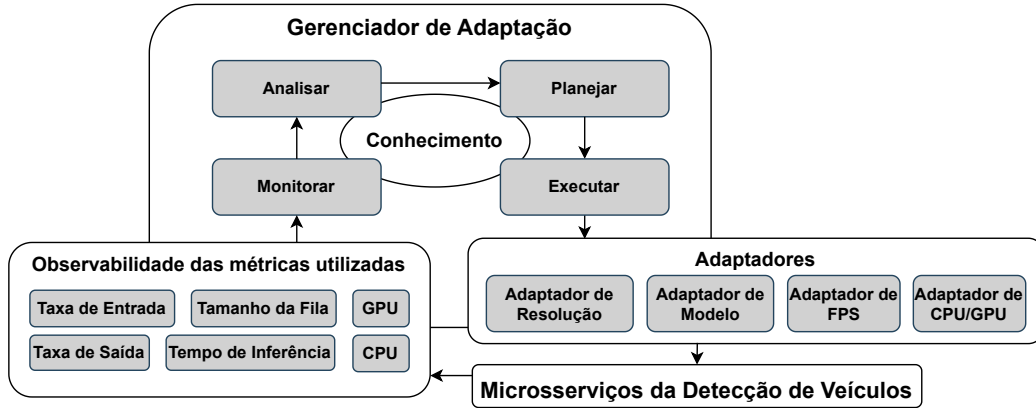 Gerenciador de Adaptação
Analisar
Planejar
Conhecimento
Monitorar
Executar
Observabilidade das métricas utilizadas
Taxa de Entrada
Tamanho da Fila
GPU
Taxa de Saída
Tempo de Inferência
CPU
Adaptadores
Adaptador de
Resolução
Adaptador de
Modelo
Adaptador de
FPS
Adaptador de
CPU/GPU
Microsserviços da Detecção de Veículos